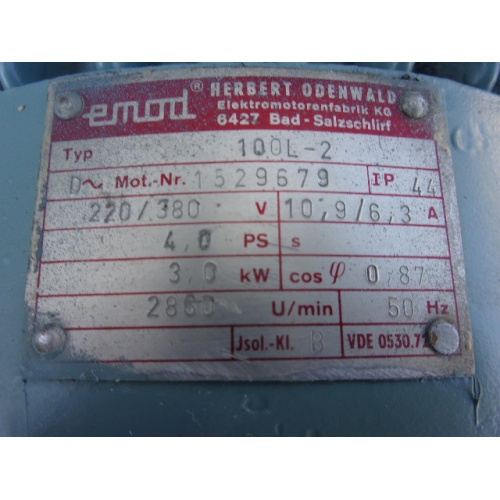 emod ® HERBERT ODENWALD
Elektromotorenfabrik KG
6427 Bad-Salzschlirf
Typ 100L-2
D~ Mot.-Nr. 1529679 IP 44
220/380 V 10,9/6,3 A
4,0 PS s
3,0 kW cos φ 0,87
2860 U/min 50 Hz
Jsol.-Kl. B VDE 0530.72